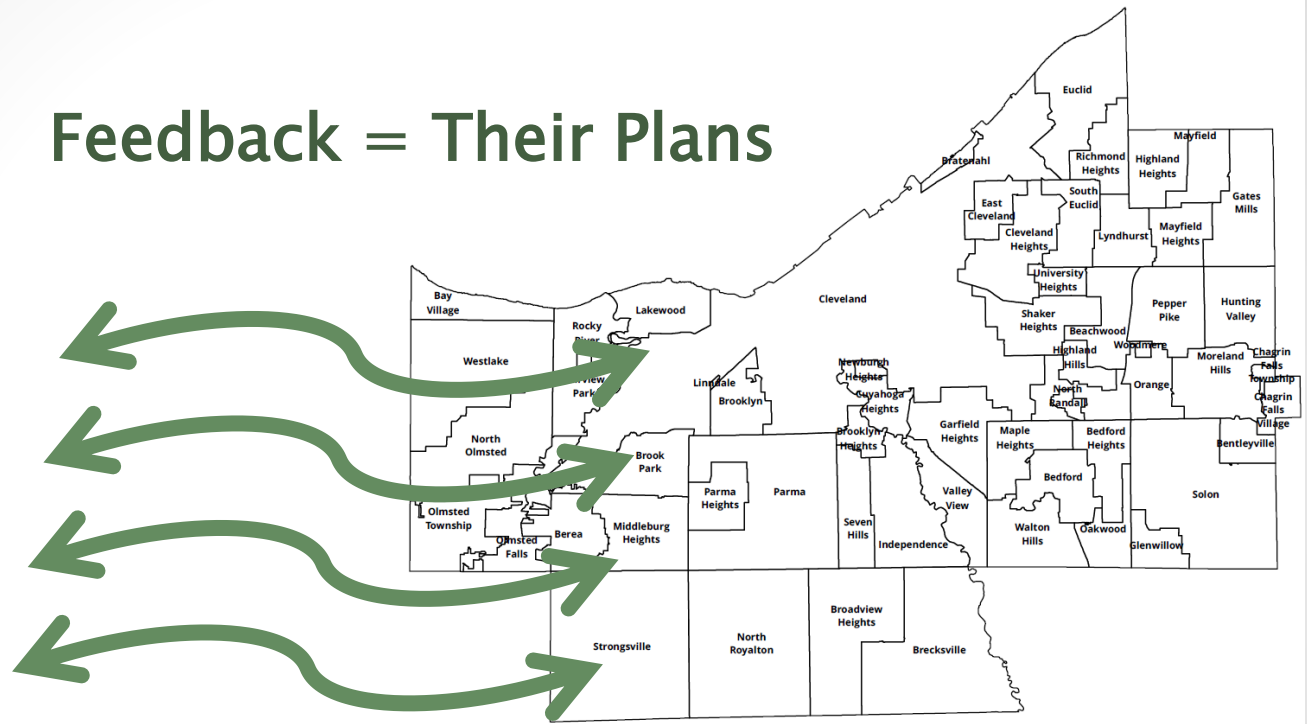 Feedback = Their Plans
Euclid
Mayfield
Bratenahl
Richmond
Heights
Highland
Heights
South
Euclid
Gates
Mills
East
Cleveland
Cleveland
Heights
Lyndhurst
Mayfield
Heights
University
Heights
Bay
Village
Cleveland
Lakewood
Pepper
Pike
Hunting
Valley
Shaker
Heights
Rocky
River
Beachwood
Woodmere
Westlake
Highland
Hills
Moreland
Hills
Chagrin
Falls
Township
Newburgh
Heights
Linndale
Orange
view
Park
Brooklyn
North
Randall
Cuyahoga
Heights
Chagrin
Falls
Village
Garfield
Heights
Maple
Heights
Bedford
Heights
Brooklyn
Heights
Bentleyville
North
Olmsted
Brook
Park
Bedford
Parma
Heights
Parma
Valley
View
Solon
Olmsted
Township
Seven
Hills
Middleburg
Heights
Berea
Walton
Hills
Oakwood
Olmsted
Falls
Independence
Glenwillow
Broadview
Heights
Strongsville
North
Royalton
Brecksville